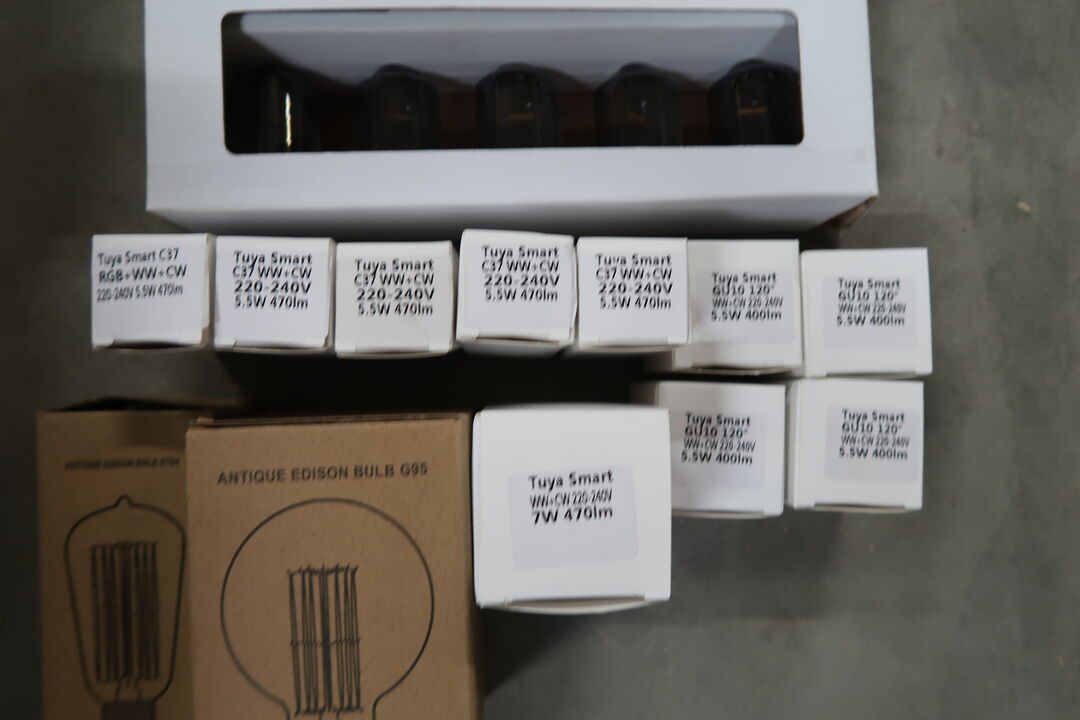 Tuya Smart C37
RGB+WW+CW
220-240V 5.5W 470lm
Tuya Smart
C37 WW+CW
220-240V
5.5W 470lm
Tuya Smart
C37 WW+CW
220-240V
5.5W 470lm
Tuya Smart
C37 WW+CW
220-240V
5.5W 470lm
Tuya Smart
C37 WW+CW
220-240V
5.5W 470lm
Tuya Smart
GU10 120°
WW+CW 220-240V
5.5W 400lm
Tuya Smart
GU10 120°
WW+CW 220-240V
5.5W 400lm
Tuya Smart
GU10 120°
WW+CW 220-240V
5.5W 400lm
Tuya Smart
GU10 120°
WW+CW 220-240V
5.5W 400lm
ANTIQUE EDISON BULB
ANTIQUE EDISON BULB G95
Tuya Smart
WW+CW 220-240V
7W 470lm